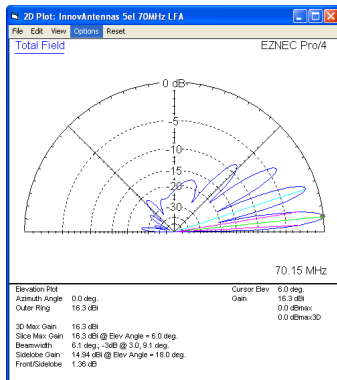 2D Plot: InnovAntennas 5el 70MHz LFA
File Edit View Options Reset
Total Field EZNEC Pro/4
0 dB
-5
-10
-15
-20
-30
70.15 MHz
Elevation Plot Cursor Elev 6.0 deg.
Azimuth Angle 0.0 deg. Gain 16.3 dBi
Outer Ring 16.3 dBi 0.0 dBmax
0.0 dBmax3D
3D Max Gain 16.3 dBi
Slice Max Gain 16.3 dBi @ Elev Angle = 6.0 deg.
Beamwidth 6.1 deg.; -3dB @ 3.0, 9.1 deg.
Sidelobe Gain 14.94 dBi @ Elev Angle = 18.0 deg.
Front/Sidelobe 1.36 dB